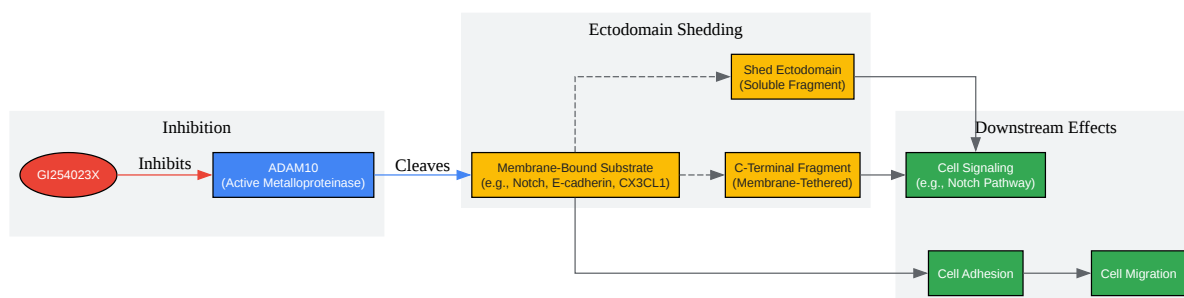 Ectodomain Shedding
Shed Ectodomain
(Soluble Fragment)
Inhibition
Downstream Effects
GI254023X
Inhibits
ADAM10
(Active Metalloproteinase)
Cleaves
Membrane-Bound Substrate
(e.g., Notch, E-cadherin, CX3CL1)
C-Terminal Fragment
(Membrane-Tethered)
Cell Signaling
(e.g., Notch Pathway)
Cell Adhesion
Cell Migration